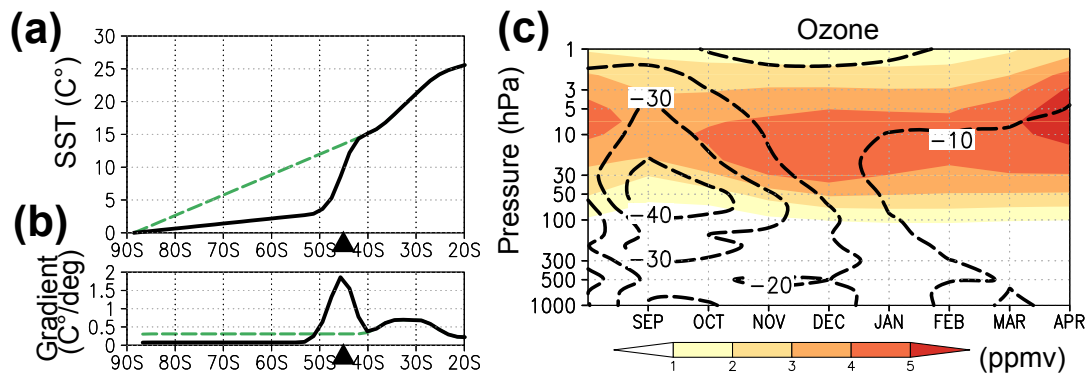 (a)
SST (C°)
30
25
20
15
10
5
0
90S 80S 70S 60S 50S 40S 30S 20S
(b)
Gradient
(C°/deg)
2
1.5
1
0.5
0
90S 80S 70S 60S 50S 40S 30S 20S
(c)
Ozone
Pressure (hPa)
1
3
5
10
30
50
100
300
500
1000
−30
−10
−40
−30
−20
SEP OCT NOV DEC JAN FEB MAR APR
1 2 3 4 5
(ppmv)